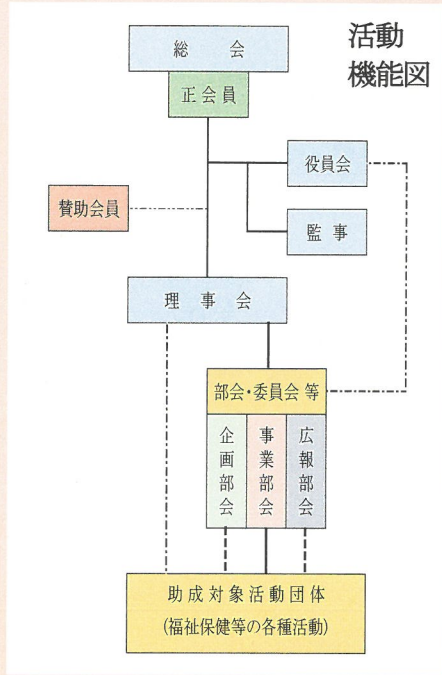 活動
機能図
総会
正会員
役員会
賛助会員
監事
理事会
部会・委員会等
企画部会
事業部会
広報部会
助成対象活動団体
(福祉保健等の各種活動)